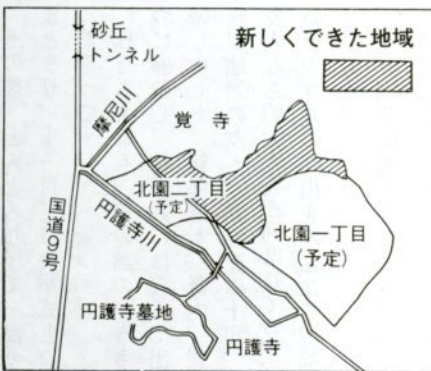 砂丘
トンネル
新しくできた地域
摩尼川
覚寺
北園二丁目
(予定)
国道9号
円護寺川
北園一丁目
(予定)
円護寺墓地
円護寺